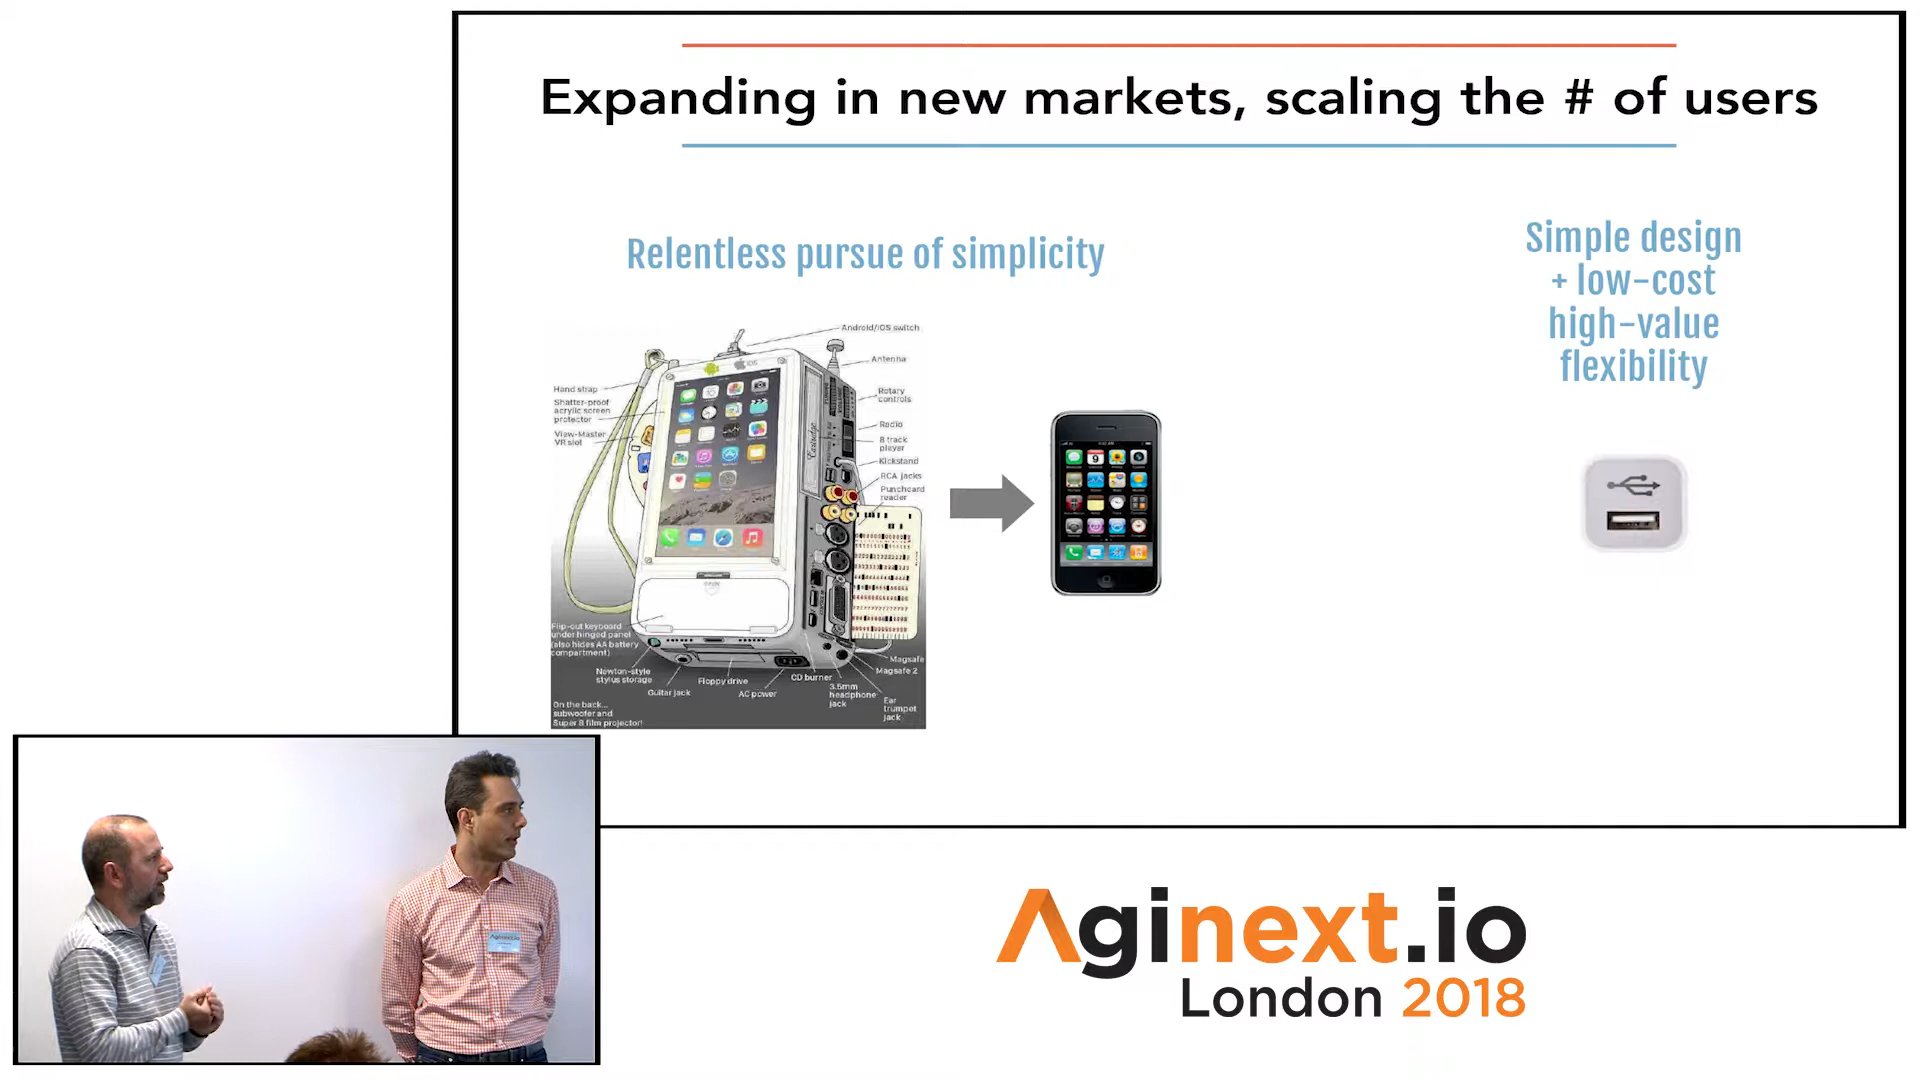 Expanding in new markets, scaling the # of users
Relentless pursue of simplicity
Simple design
+ low-cost
high-value
flexibility
Android/iOS switch
Antenna
Rotary
controls
Radio
8 track
player
Kickstand
RCA jacks
Punchcard
reader
Hand strap
Shatter-proof
acrylic screen
protector
View-Master
VR slot
iOS
Flip-out keyboard
under hinged panel
(also hides AA battery
compartment)
Newton-style
stylus storage
Guitar jack
Floppy drive
AC power
CD burner
3.5mm
headphone
jack
Magsafe
Magsafe 2
Ear
trumpet
jack
On the back...
subwoofer and
Super 8 film projector!
Aginext.io
Aginext.io
London 2018